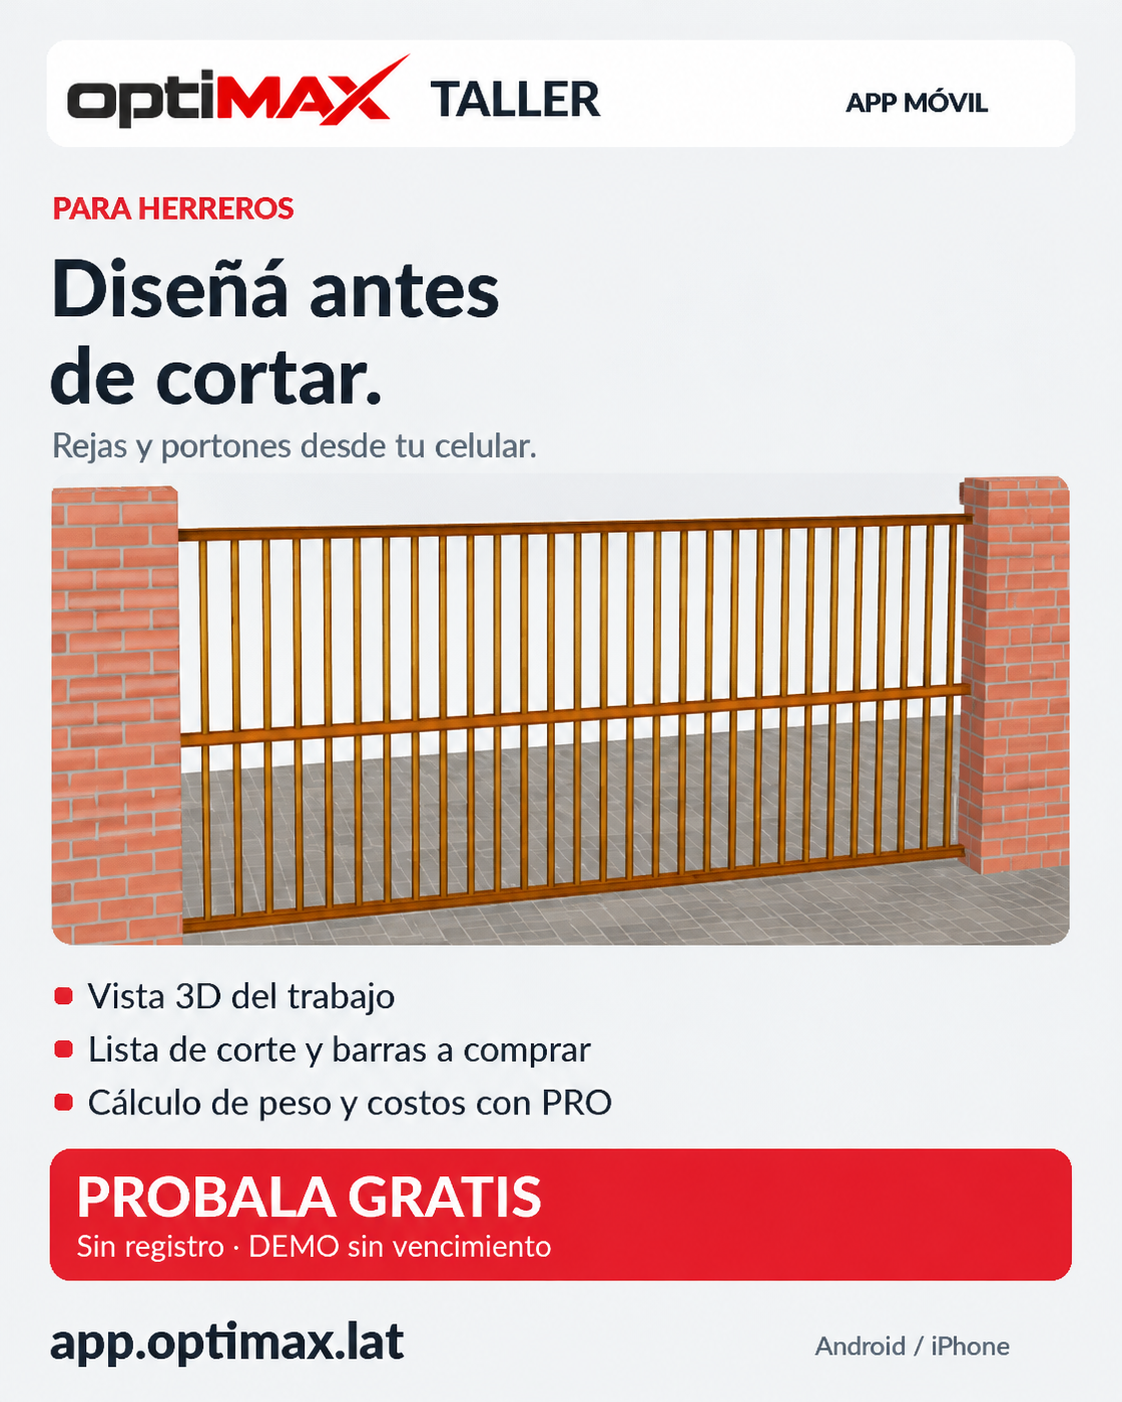 optiMAX TALLER
APP MÓVIL
PARA HERREROS
Diseñá antes
de cortar.
Rejas y portones desde tu celular.
Vista 3D del trabajo
Lista de corte y barras a comprar
Cálculo de peso y costos con PRO
PROBALA GRATIS
Sin registro · DEMO sin vencimiento
app.optimax.lat
Android / iPhone